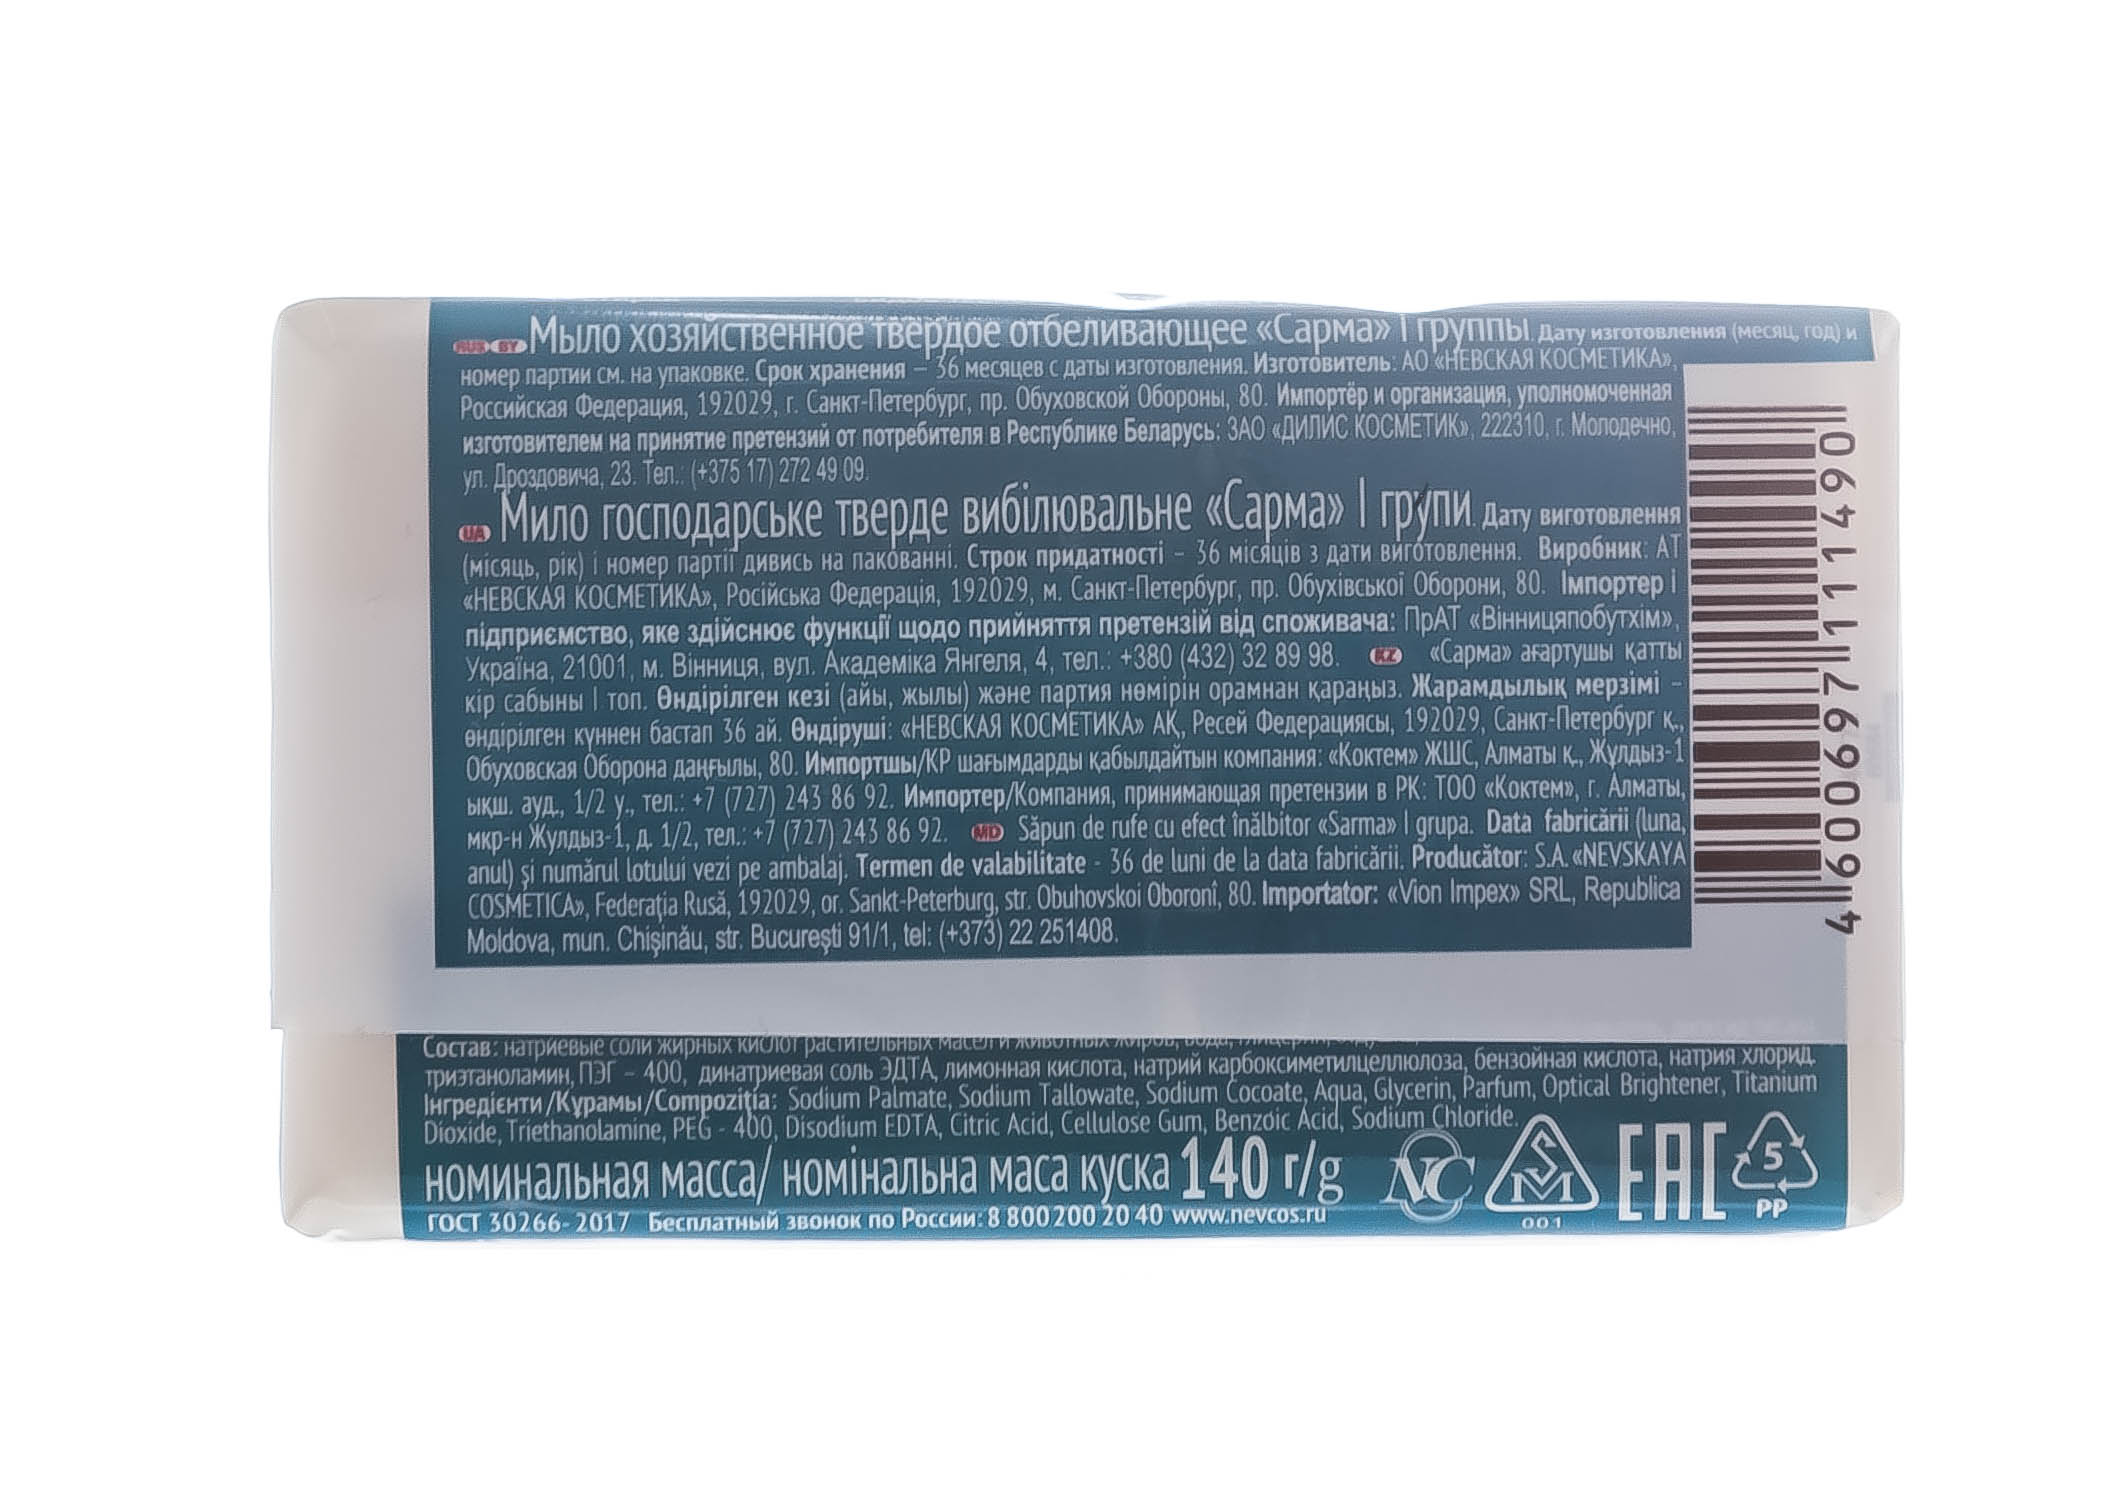 RUS BY Мыло хозяйственное твердое отбеливающее «Сарма» I группы. Дату изготовления (месяц, год) и
номер партии см. на упаковке. Срок хранения – 36 месяцев с даты изготовления. Изготовитель: АО «НЕВСКАЯ КОСМЕТИКА»,
Российская Федерация, 192029, г. Санкт-Петербург, пр. Обуховской Обороны, 80. Импортёр и организация, уполномоченная
изготовителем на принятие претензий от потребителя в Республике Беларусь: ЗАО «ДИЛИС КОСМЕТИК», 222310, г. Молодечно,
ул. Дроздовича, 23. Тел.: (+375 17) 272 49 09.
UA Мило господарське тверде вибілювальне «Сарма» I групи. Дату виготовлення
(місяць, рік) і номер партії дивись на пакованні. Строк придатності – 36 місяців з дати виготовлення. Виробник: АТ
«НЕВСКАЯ КОСМЕТИКА», Російська Федерація, 192029, м. Санкт-Петербург, пр. Обухівської Оборони, 80. Імпортер і
підприємство, яке здійснює функції щодо прийняття претензій від споживача: ПрАТ «Вінницяпобутхім»,
Україна, 21001, м. Вінниця, вул. Академіка Янгеля, 4, тел.: +380 (432) 32 89 98. KZ «Сарма» ағартушы қатты
кір сабыны I топ. Өндірілген кезі (айы, жылы) және партия нөмірін орамнан қараңыз. Жарамдылық мерзімі –
өндірілген күннен бастап 36 ай. Өндіруші: «НЕВСКАЯ КОСМЕТИКА» АҚ, Ресей Федерациясы, 192029, Санкт-Петербург қ.,
Обуховская Оборона даңғылы, 80. Импортшы/КР шағымдарды қабылдайтын компания: «Коктем» ЖШС, Алматы қ., Жұлдыз-1
ықш. ауд., 1/2 у., тел.: +7 (727) 243 86 92. Импортер/Компания, принимающая претензии в РК: ТОО «Коктем», г. Алматы,
мкр-н Жулдыз-1, д. 1/2, тел.: +7 (727) 243 86 92. MD Săpun de rufe cu efect înălbitor «Sarma» I grupa. Data fabricării (luna,
anul) și numărul lotului vezi pe ambalaj. Termen de valabilitate - 36 de luni de la data fabricării. Producător: S.A. «NEVSKAYA
COSMETICA», Federația Rusă, 192029, or. Sankt-Peterburg, str. Obuhovskoi Oboronî, 80. Importator: «Vion Impex» SRL, Republica
Moldova, mun. Chișinău, str. București 91/1, tel: (+373) 22 251408.
4 600697 111490
Состав: натриевые соли жирных кислот растительных масел и животных жиров, вода, глицерин,
триэтаноламин, ПЭГ – 400, динатриевая соль ЭДТА, лимонная кислота, натрий карбоксиметилцеллюлоза, бензойная кислота, натрия хлорид.
Інгредієнти/Құрамы/Compoziția: Sodium Palmate, Sodium Tallowate, Sodium Cocoate, Aqua, Glycerin, Parfum, Optical Brightener, Titanium
Dioxide, Triethanolamine, PEG - 400, Disodium EDTA, Citric Acid, Cellulose Gum, Benzoic Acid, Sodium Chloride.
номинальная масса/ номінальна маса куска 140 г/g
ГОСТ 30266-2017 Бесплатный звонок по России: 8 800 200 20 40 www.nevcos.ru
NC
SM
001
EAC
5
PP